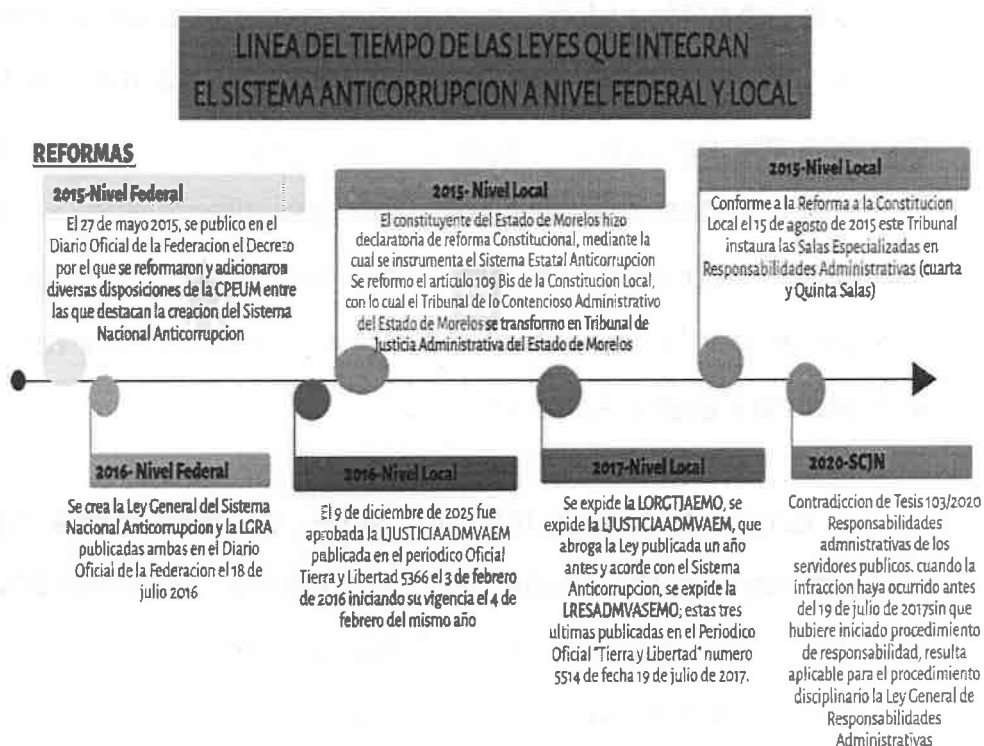 LINEA DEL TIEMPO DE LAS LEYES QUE INTEGRAN
EL SISTEMA ANTICORRUPCION A NIVEL FEDERAL Y LOCAL
REFORMAS
2015-Nivel Federal
El 27 de mayo 2015, se publico en el
Diario Oficial de la Federacion el Decreto
por el que se reformaron y adicionaron
diversas disposiciones de la CPEUM entre
las que destacan la creacion del Sistema
Nacional Anticorrupcion
2015- Nivel Local
El constituyente del Estado de Morelos hizo
declaratoria de reforma Constitucional, mediante la
cual se instrumenta el Sistema Estatal Anticorrupcion
Se reformo el articulo 109 Bis de la Constitucion Local,
con lo cual el Tribunal de lo Contencioso Administrativo
del Estado de Morelos se transformo en Tribunal de
Justicia Administrativa del Estado de Morelos
2015-Nivel Local
Conforme a la Reforma a la Constitucion
Local el 15 de agosto de 2015 este Tribunal
instaura las Salas Especializadas en
Responsabilidades Administrativas (cuarta
y Quinta Salas)
2016- Nivel Federal
Se crea la Ley General del Sistema
Nacional Anticorrupcion y la LGRA
publicadas ambas en el Diario
Oficial de la Federacion el 18 de
julio 2016
2016-Nivel Local
El 9 de diciembre de 2025 fue
aprobada la LJUSTICIAADMVAEM
publicada en el periodico Oficial
Tierra y Libertad 5366 el 3 de febrero
de 2016 iniciando su vigencia el 4 de
febrero del mismo año
2017-Nivel Local
Se expide la LORGTJAEMO, se
expide la LJUSTICIAADMVAEM, que
abroga la Ley publicada un año
antes y acorde con el Sistema
Anticorrupcion, se expide la
LRESADMVASEMO; estas tres
ultimas publicadas en el Periodico
Oficial "Tierra y Libertad" numero
5514 de fecha 19 de julio de 2017.
2020-SCJN
Contradiccion de Tesis 103/2020
Responsabilidades
admnistrativas de los
servidores publicos. cuando la
infraccion haya ocurrido antes
del 19 de julio de 2017sin que
hubiere iniciado procedimiento
de responsabilidad, resulta
aplicable para el procedimiento
disciplinario la Ley General de
Responsabilidades
Administrativas